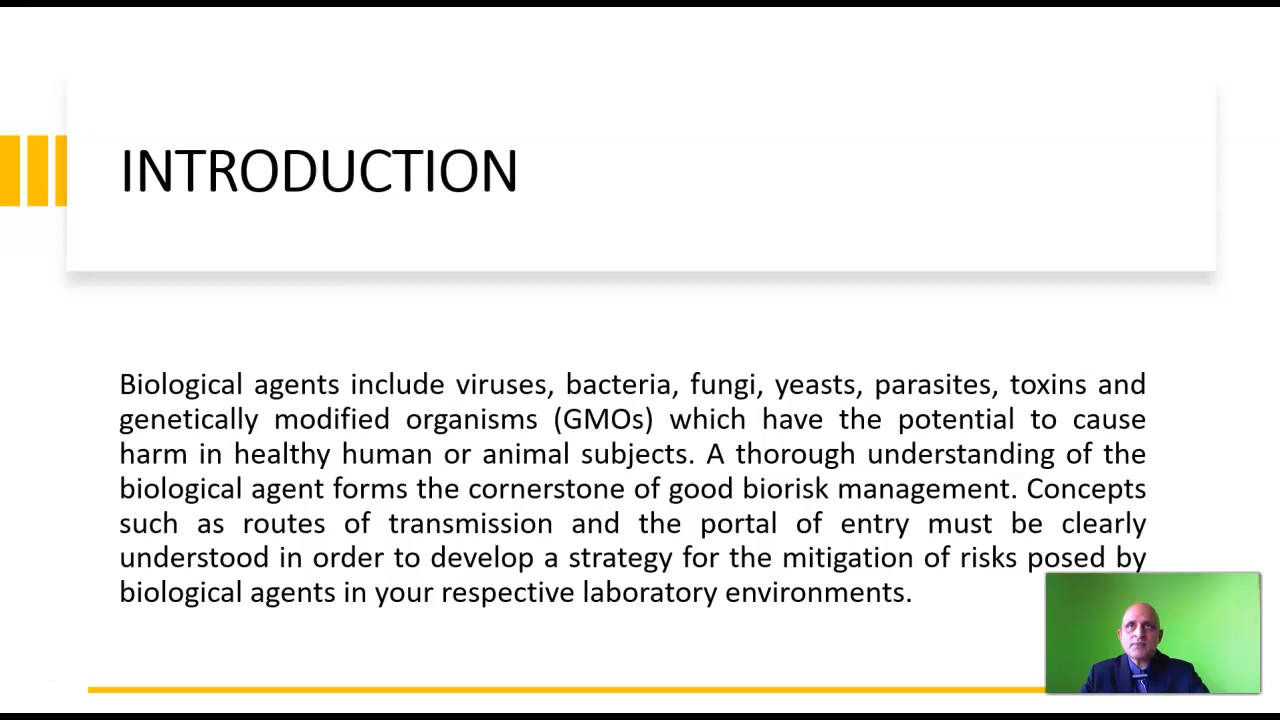 INTRODUCTION
Biological agents include viruses, bacteria, fungi, yeasts, parasites, toxins and
genetically modified organisms (GMOs) which have the potential to cause
harm in healthy human or animal subjects. A thorough understanding of the
biological agent forms the cornerstone of good biorisk management. Concepts
such as routes of transmission and the portal of entry must be clearly
understood in order to develop a strategy for the mitigation of risks posed by
biological agents in your respective laboratory environments.